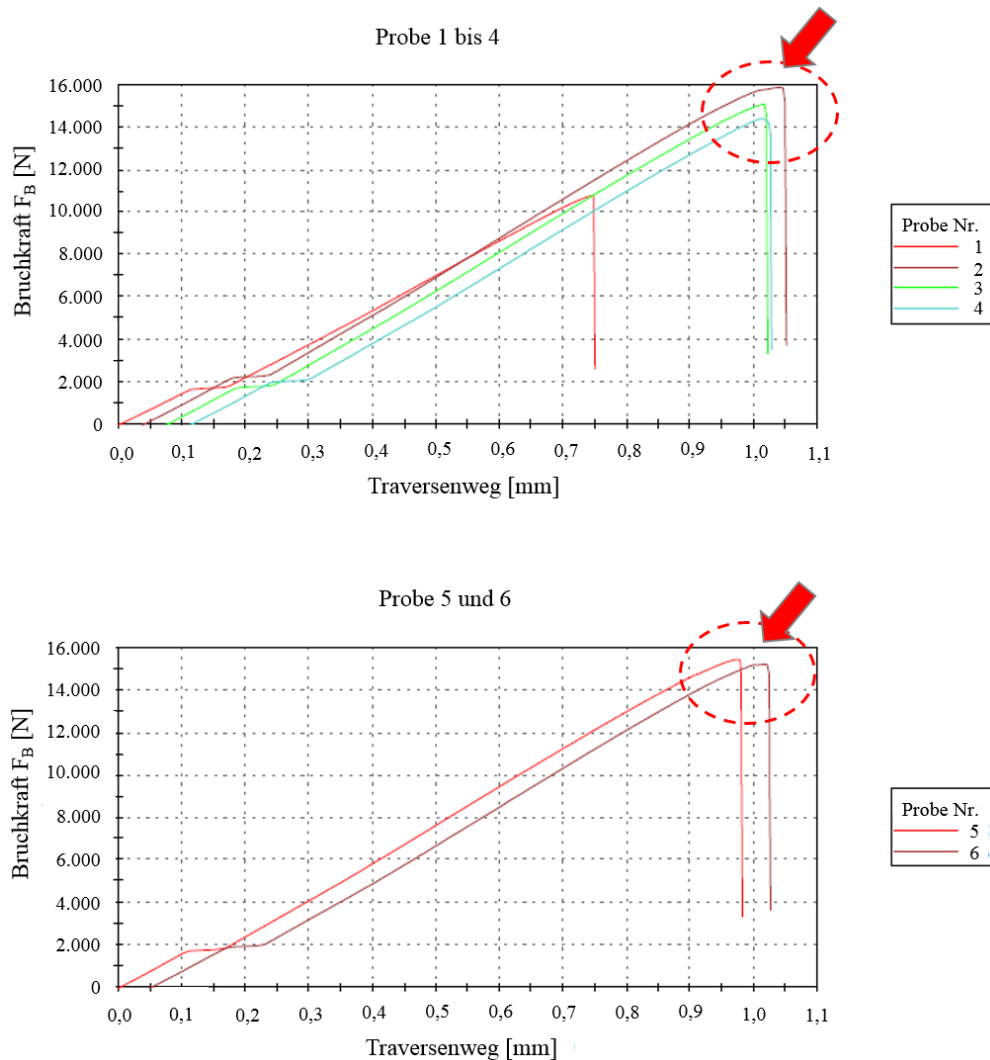 Probe 1 bis 4
Bruchkraft F_B [N]
16.000
14.000
12.000
10.000
8.000
6.000
4.000
2.000
0
0,0 0,1 0,2 0,3 0,4 0,5 0,6 0,7 0,8 0,9 1,0 1,1
Traversenweg [mm]
Probe Nr.
1
2
3
4
Probe 5 und 6
Bruchkraft F_B [N]
16.000
14.000
12.000
10.000
8.000
6.000
4.000
2.000
0
0,0 0,1 0,2 0,3 0,4 0,5 0,6 0,7 0,8 0,9 1,0 1,1
Traversenweg [mm]
Probe Nr.
5
6